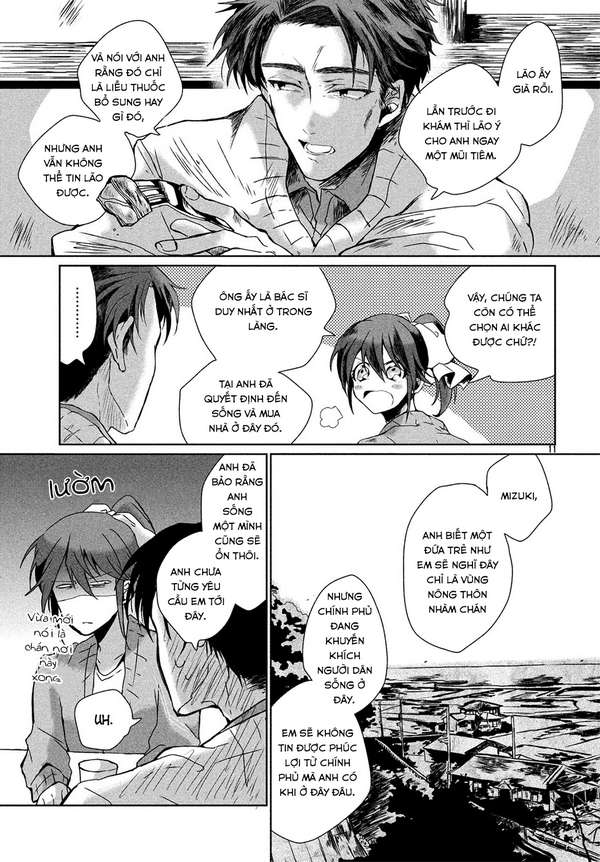 LÃO ẤY
GIÀ RỒI.
LẦN TRƯỚC ĐI
KHÁM THÌ LÃO Ý
CHO ANH NGAY
MỘT MŨI TIÊM.
VÀ NÓI VỚI ANH
RẰNG ĐÓ CHỈ
LÀ LIỀU THUỐC
BỔ SUNG HAY
GÌ ĐÓ,
NHƯNG ANH
VẪN KHÔNG
THỂ TIN LÃO
ĐƯỢC.
VẬY, CHÚNG TA
CÒN CÓ THỂ
CHỌN AI KHÁC
ĐƯỢC CHỨ?!
ÔNG ẤY LÀ BÁC SĨ
DUY NHẤT Ở TRONG
LÀNG.
TẠI ANH ĐÃ
QUYẾT ĐỊNH ĐẾN
SỐNG VÀ MUA
NHÀ Ở ĐÂY ĐÓ.
.........
MIZUKI,
ANH BIẾT MỘT
ĐỨA TRẺ NHƯ
EM SẼ NGHĨ ĐÂY
CHỈ LÀ VÙNG
NÔNG THÔN
NHÀM CHÁN
NHƯNG
CHÍNH PHỦ
ĐANG
KHUYẾN
KHÍCH
NGƯỜI DÂN
SỐNG Ở
ĐÂY.
EM SẼ KHÔNG
TIN ĐƯỢC PHÚC
LỢI TỪ CHÍNH
PHỦ MÀ ANH CÓ
KHI Ở ĐÂY ĐÂU.
ANH ĐÃ
BẢO RẰNG
ANH
SỐNG
MỘT MÌNH
CŨNG SẼ
ỔN THÔI.
ANH CHƯA
TỪNG YÊU
CẦU EM TỚI
ĐÂY.
lườm
Vừa mới
nói là
chán nơi
này
xong
UH.